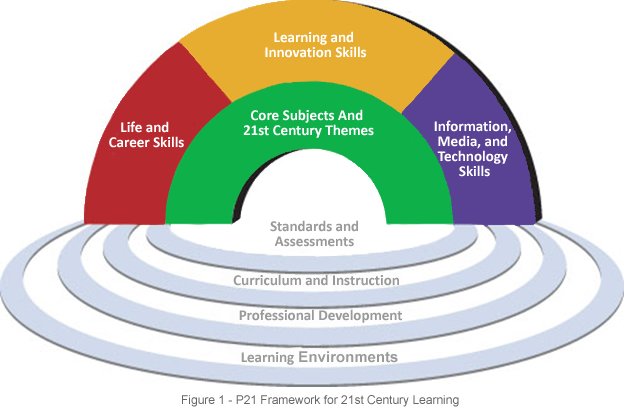 Learning and
Innovation Skills
Core Subjects And
21st Century Themes
Life and
Career Skills
Information,
Media, and
Technology
Skills
Standards and
Assessments
Curriculum and Instruction
Professional Development
Learning Environments
Figure 1 - P21 Framework for 21st Century Learning